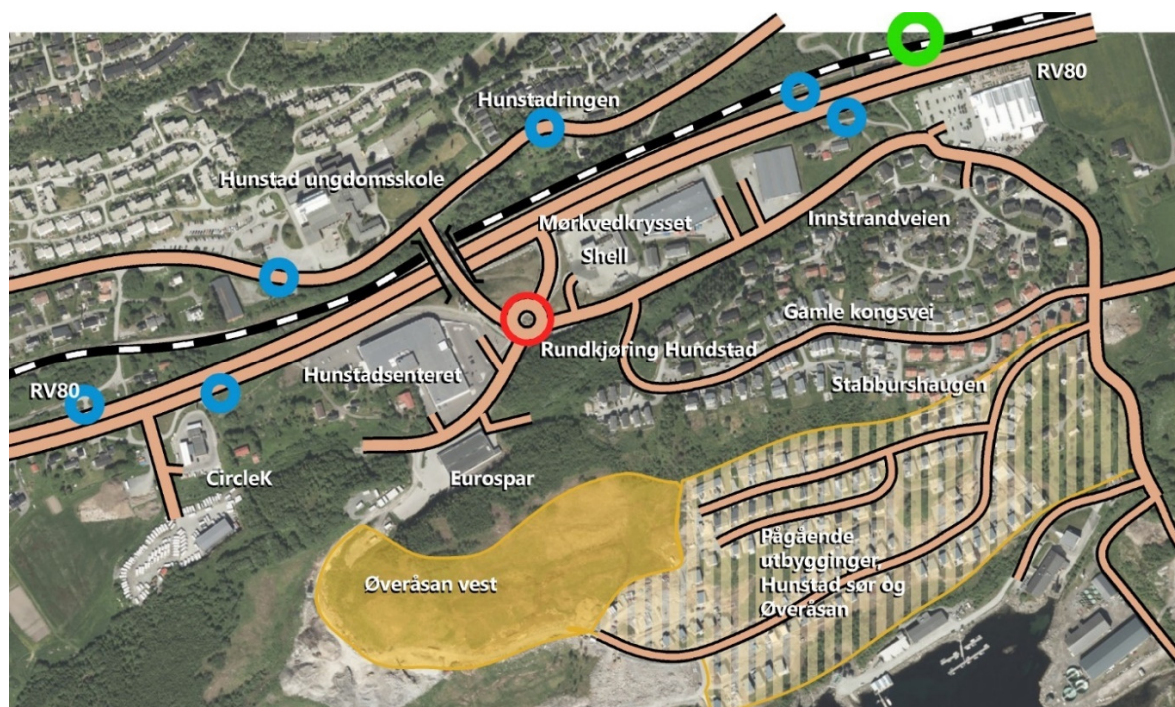 RV80
Hunstadringen
Hunstad ungdomsskole
Mørkvedkrysset
Shell
Innstrandveien
Gamle kongsvei
Rundkjøring Hundstad
Hunstadsenteret
Stabburshaugen
RV80
CircleK
Eurospar
Pågående
utbygginger,
Hunstad sør og
Øveråsan
Øveråsan vest